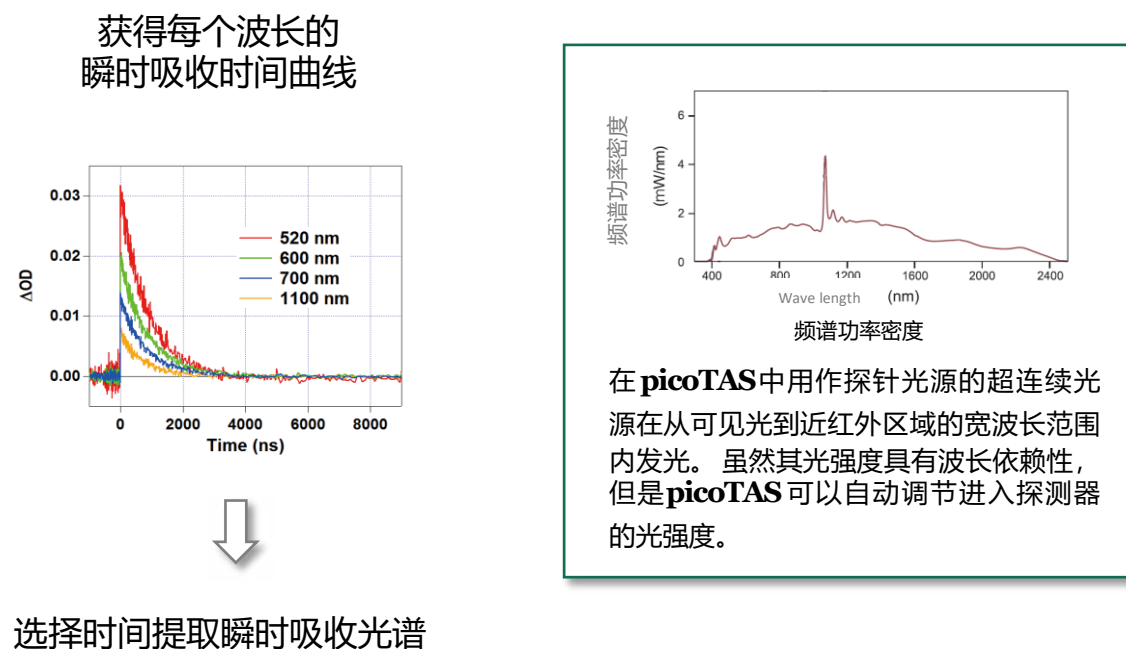 获得每个波长的
瞬时吸收时间曲线
0.03
0.02
0.01
0.00
ΔOD
520 nm
600 nm
700 nm
1100 nm
0 2000 4000 6000 8000
Time (ns)
选择时间提取瞬时吸收光谱
频谱功率密度
(mW/nm)
6
4
2
0
400 800 1200 1600 2000 2400
Wave length (nm)
频谱功率密度
在picoTAS中用作探针光源的超连续光
源在从可见光到近红外区域的宽波长范围
内发光。 虽然其光强度具有波长依赖性，
但是picoTAS可以自动调节进入探测器
的光强度。